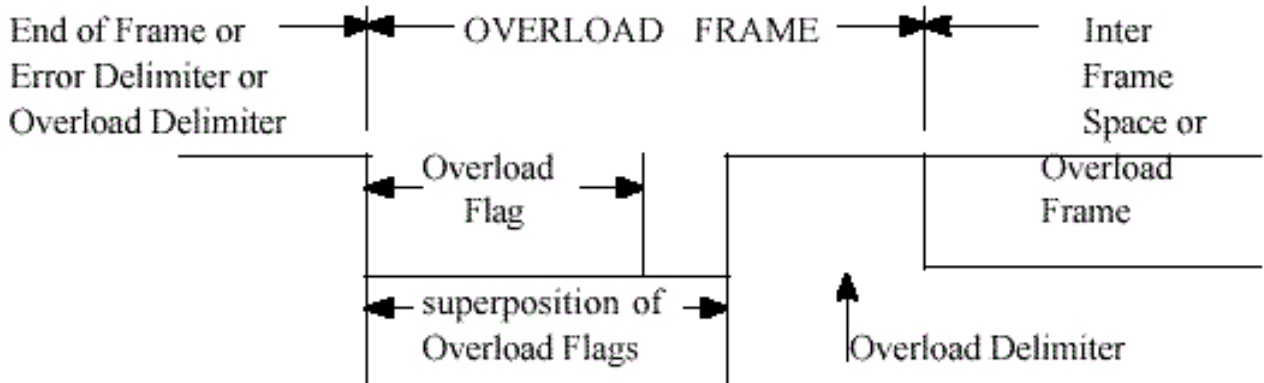 End of Frame or
Error Delimiter or
Overload Delimiter
OVERLOAD FRAME
Inter
Frame
Space or
Overload
Frame
Overload
Flag
superposition of
Overload Flags
Overload Delimiter